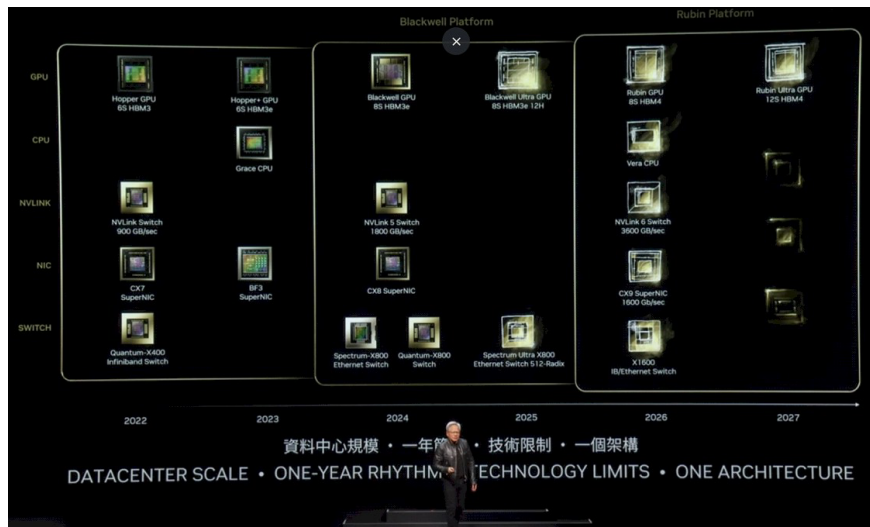 Blackwell Platform
Rubin Platform
GPU
Hopper GPU
6S HBM3
Hopper+ GPU
6S HBM3e
Blackwell GPU
8S HBM3e
Blackwell Ultra GPU
8S HBM3e 12H
Rubin GPU
8S HBM4
Rubin Ultra GPU
12S HBM4
CPU
Grace CPU
Vera CPU
NVLINK
NVLink Switch
900 GB/sec
NVLink 5 Switch
1800 GB/sec
NVLink 6 Switch
3600 GB/sec
NIC
CX7
SuperNIC
BF3
SuperNIC
CX8 SuperNIC
CX9 SuperNIC
1600 Gb/sec
SWITCH
Quantum-X400
Infiniband Switch
Spectrum-X800
Ethernet Switch
Quantum-X800
Switch
Spectrum Ultra X800
Ethernet Switch 512-Radix
X1600
IB/Ethernet Switch
2022
2023
2024
2025
2026
2027
資料中心規模 • 一年 • 技術限制 • 一個架構
DATACENTER SCALE • ONE-YEAR RHYTHM TECHNOLOGY LIMITS • ONE ARCHITECTURE